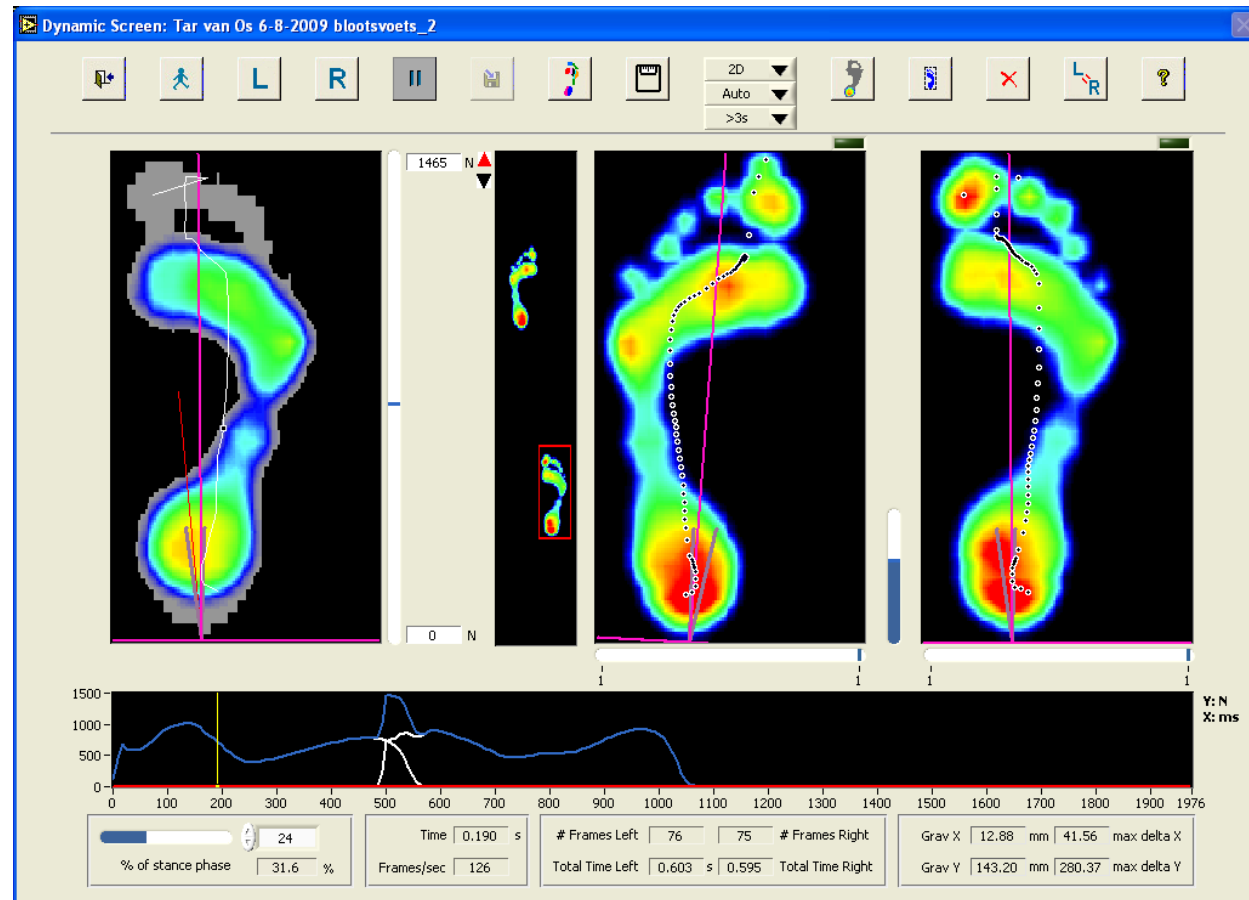 Dynamic Screen: Tar van Os 6-8-2009 blootsvoets_2
L
R
2D
Auto
>3s
L R
?
1465 N
0 N
1 1
1 1
1500
1000
500
0
Y: N
X: ms
0 100 200 300 400 500 600 700 800 900 1000 1100 1200 1300 1400 1500 1600 1700 1800 1900 1976
24
% of stance phase 31.6 %
Time 0.190 s
Frames/sec 126
# Frames Left 76 75 # Frames Right
Total Time Left 0.603 s 0.595 Total Time Right
Grav X 12.88 mm 41.56 max delta X
Grav Y 143.20 mm 280.37 max delta Y